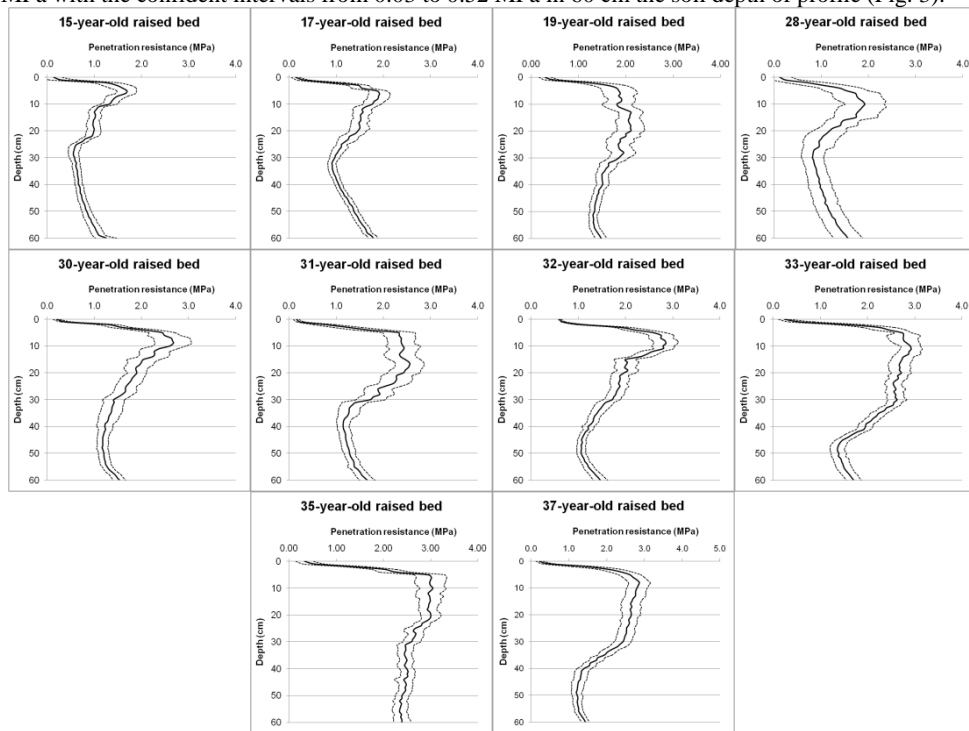 MPa with the confident intervals from 0.05 to 0.32 MPa in 60 cm the soil depth of profile (Fig. 3).
15-year-old raised bed 17-year-old raised bed 19-year-old raised bed 28-year-old raised bed
Penetration resistance (MPa) Penetration resistance (MPa) Penetration resistance (MPa) Penetration resistance (MPa)
0.0 1.0 2.0 3.0 4.0 0.0 1.0 2.0 3.0 4.0 0.0 1.0 2.0 3.0 4.0 0.0 1.0 2.0 3.0 4.0
0 0 0 0
10 10 10 10
20 20 20 20
Depth (cm) Depth (cm) Depth (cm) Depth (cm)
30 30 30 30
40 40 40 40
50 50 50 50
60 60 60 60
30-year-old raised bed 31-year-old raised bed 32-year-old raised bed 33-year-old raised bed
Penetration resistance (MPa) Penetration resistance (MPa) Penetration resistance (MPa) Penetration resistance (MPa)
0.0 1.0 2.0 3.0 4.0 0.0 1.0 2.0 3.0 4.0 0.0 1.0 2.0 3.0 4.0 0.0 1.0 2.0 3.0 4.0
0 0 0 0
10 10 10 10
20 20 20 20
Depth (cm) Depth (cm) Depth (cm) Depth (cm)
30 30 30 30
40 40 40 40
50 50 50 50
60 60 60 60
35-year-old raised bed 37-year-old raised bed
Penetration resistance (MPa) Penetration resistance (MPa)
0.00 1.00 2.00 3.00 4.00 0.0 1.0 2.0 3.0 4.0 5.0
0 0
10 10
20 20
Depth (cm) Depth (cm)
30 30
40 40
50 50
60 60